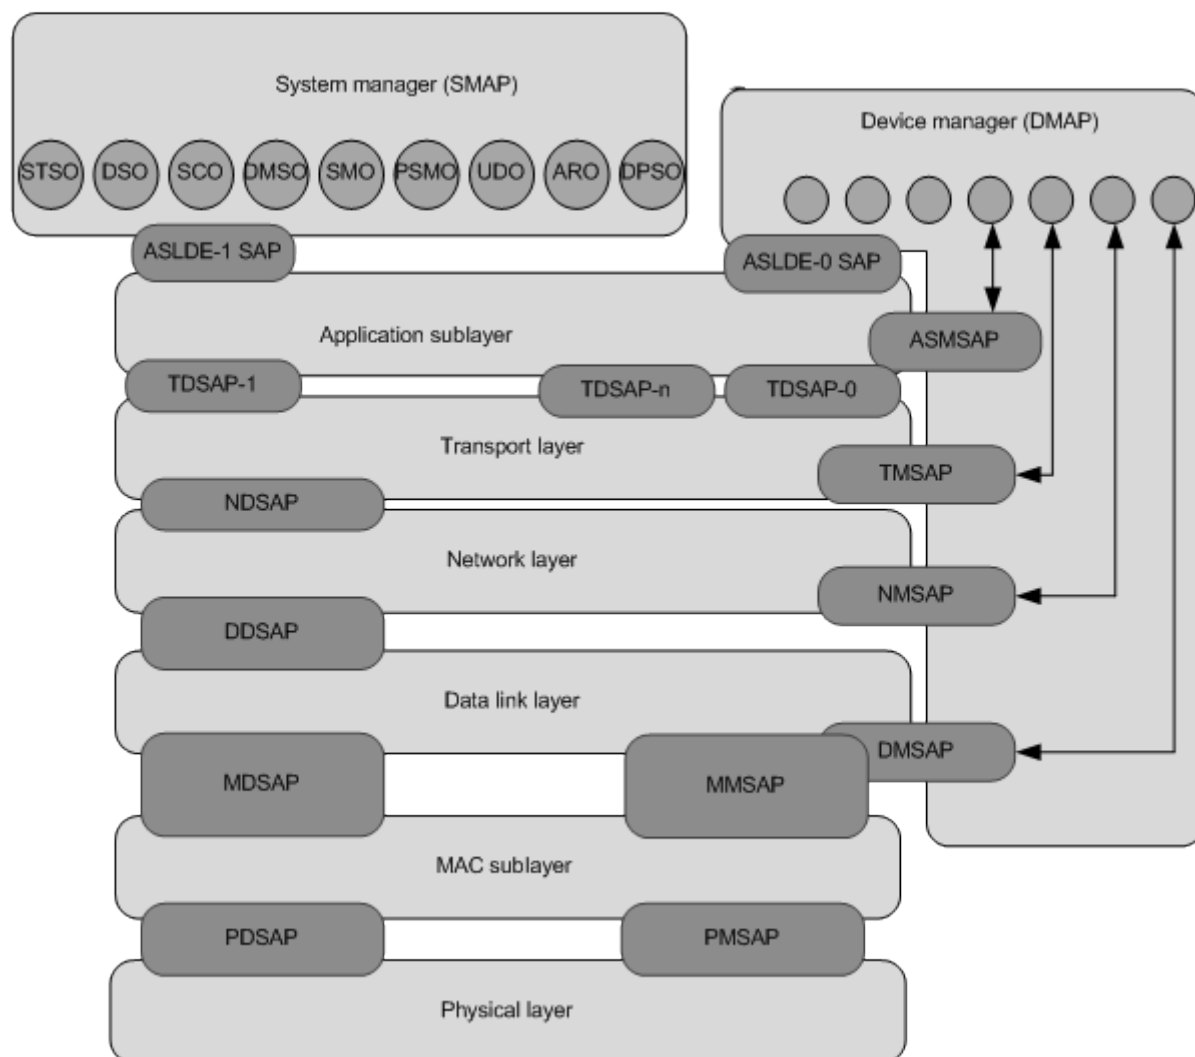 System manager (SMAP)
Device manager (DMAP)
STSO DSO SCO DMSO SMO PSMO UDO ARO DPSO
ASLDE-1 SAP
ASLDE-0 SAP
Application sublayer
ASMSAP
TDSAP-1
TDSAP-n
TDSAP-0
Transport layer
TMSAP
NDSAP
Network layer
NMSAP
DDSAP
Data link layer
DMSAP
MDSAP
MMSAP
MAC sublayer
PDSAP
PMSAP
Physical layer